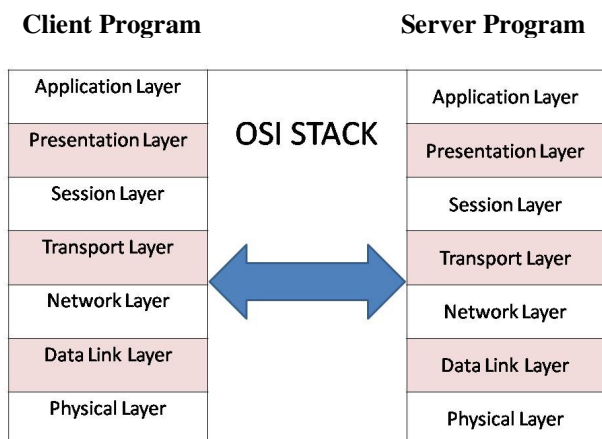 Client Program
Server Program
Application Layer
Presentation Layer
Session Layer
Transport Layer
Network Layer
Data Link Layer
Physical Layer
OSI STACK
Application Layer
Presentation Layer
Session Layer
Transport Layer
Network Layer
Data Link Layer
Physical Layer